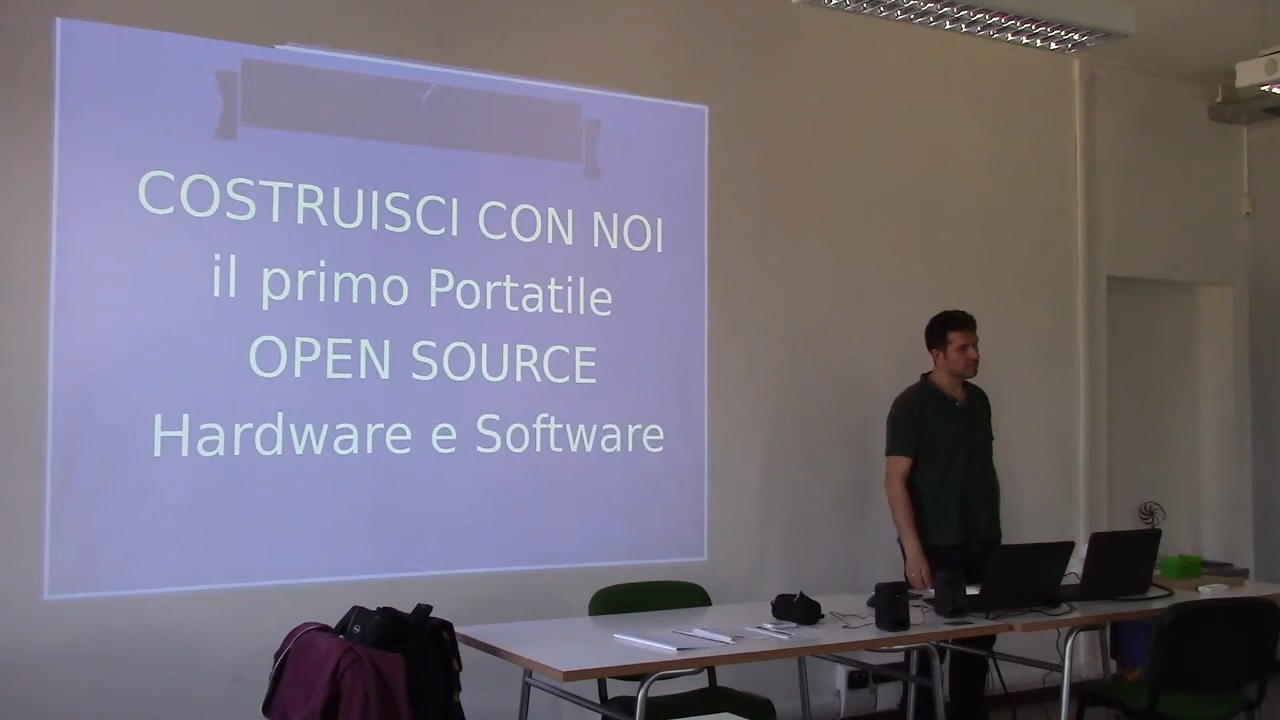 COSTRUISCI CON NOI
il primo Portatile
OPEN SOURCE
Hardware e Software